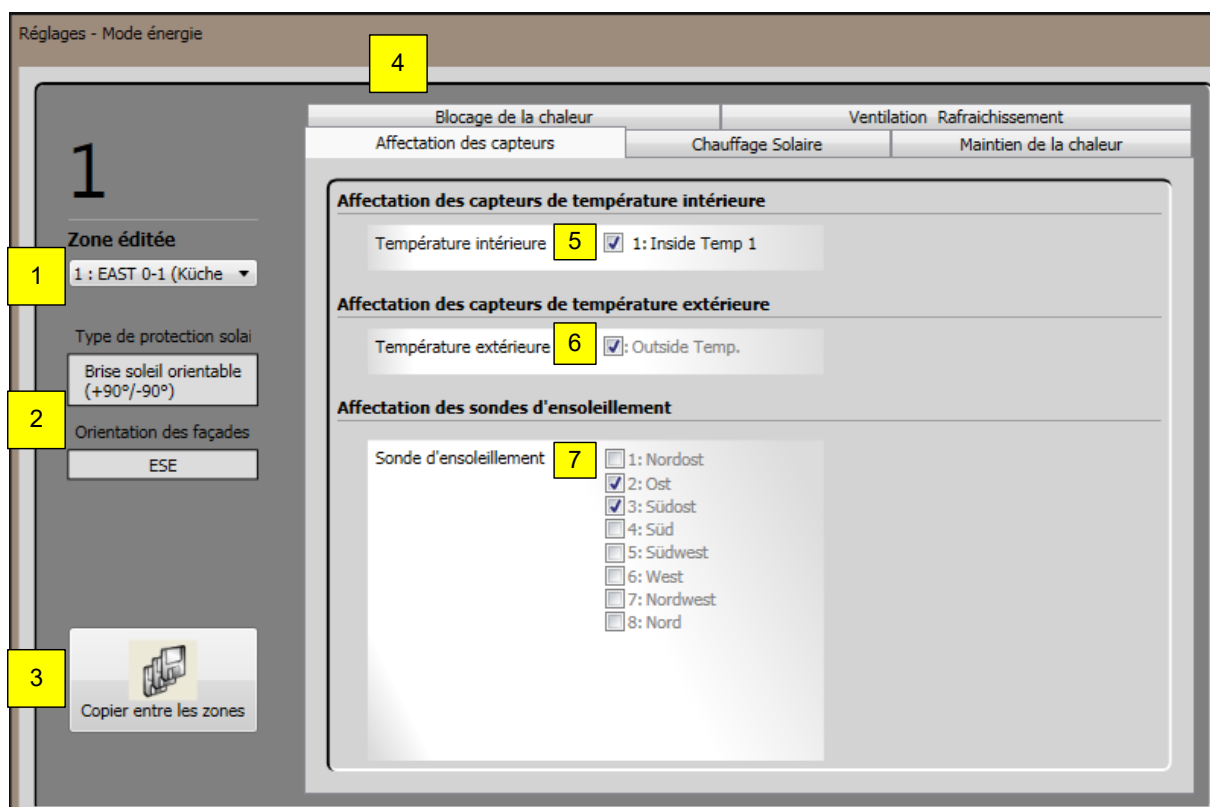 Réglages - Mode énergie
4
Blocage de la chaleur
Ventilation Rafraichissement
Affectation des capteurs
Chauffage Solaire
Maintien de la chaleur
1
Zone éditée
1
1 : EAST 0-1 (Küche
Type de protection solai
Brise soleil orientable
(+90°/-90°)
2
Orientation des façades
ESE
3
Copier entre les zones
Affectation des capteurs de température intérieure
Température intérieure 5 1: Inside Temp 1
Affectation des capteurs de température extérieure
Température extérieure 6 : Outside Temp.
Affectation des sondes d'ensoleillement
Sonde d'ensoleillement 7 1: Nordost
2: Ost
3: Südost
4: Süd
5: Südwest
6: West
7: Nordwest
8: Nord